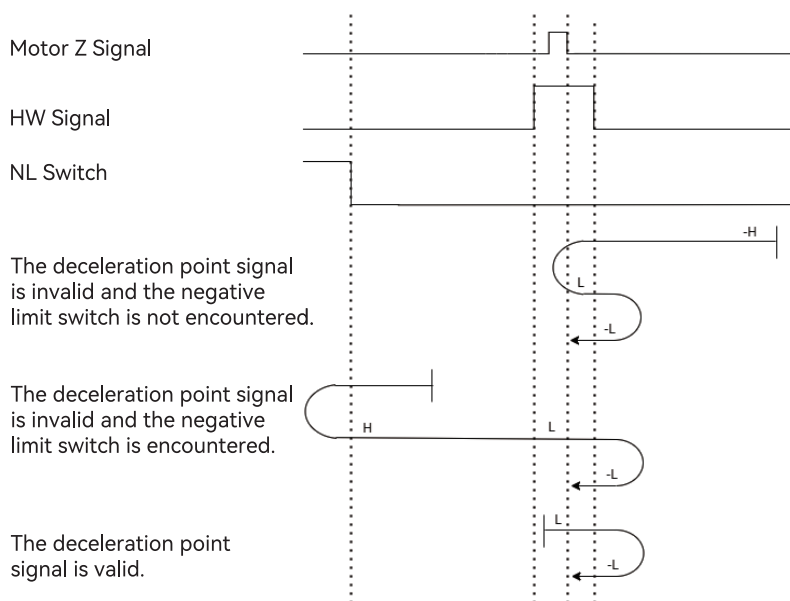 Motor Z Signal
HW Signal
NL Switch
-H
The deceleration point signal
is invalid and the negative
limit switch is not encountered.
L
-L
The deceleration point signal
is invalid and the negative
limit switch is encountered.
H
L
-L
L
The deceleration point
signal is valid.
-L